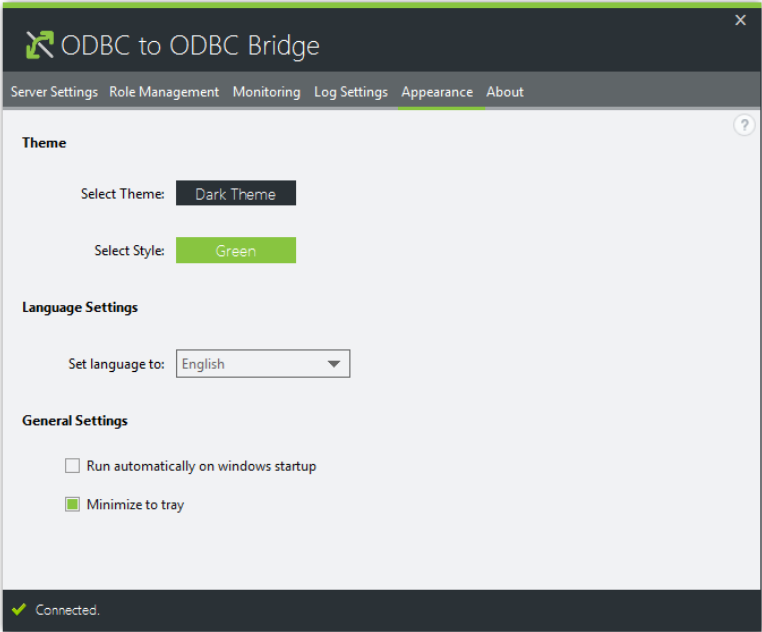 ODBC to ODBC Bridge
Server Settings Role Management Monitoring Log Settings Appearance About
?
Theme
Select Theme: Dark Theme
Select Style: Green
Language Settings
Set language to: English
General Settings
Run automatically on windows startup
Minimize to tray
Connected.